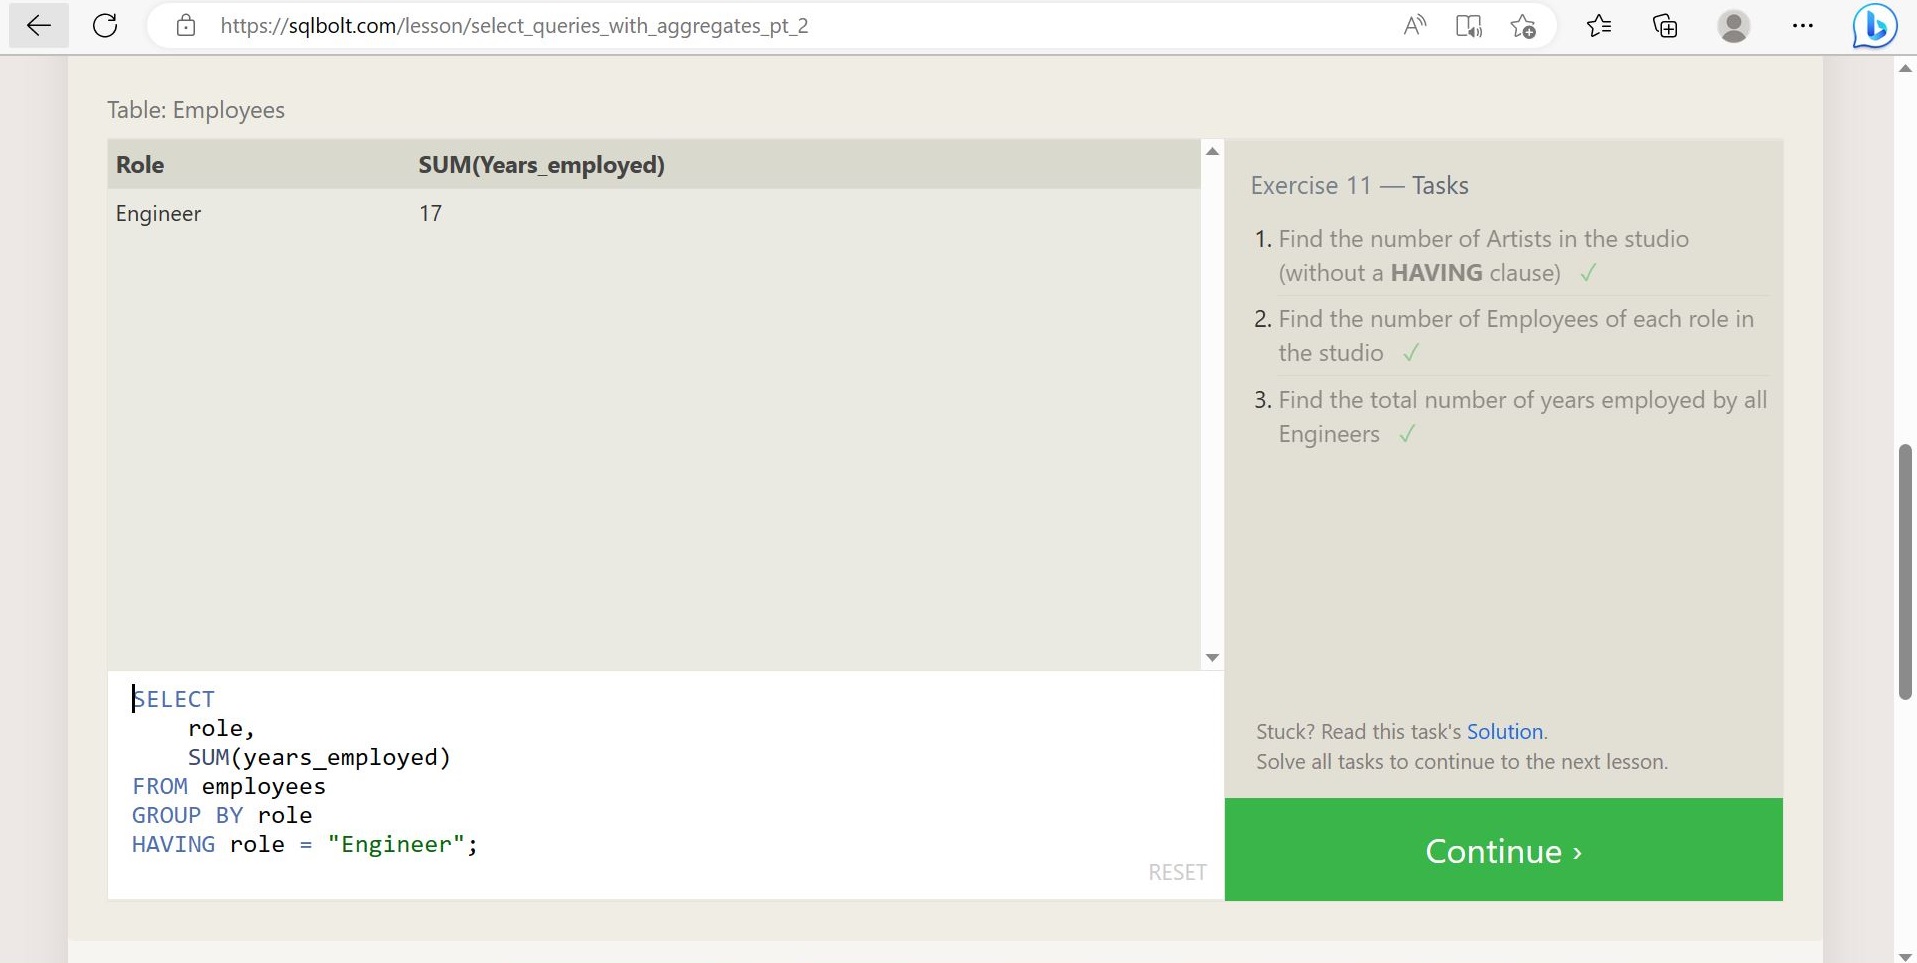 https://sqlbolt.com/lesson/select_queries_with_aggregates_pt_2
Table: Employees
Role SUM(Years_employed)
Engineer 17
Exercise 11 — Tasks
1. Find the number of Artists in the studio
(without a HAVING clause) ✓
2. Find the number of Employees of each role in
the studio ✓
3. Find the total number of years employed by all
Engineers ✓
SELECT
    role,
    SUM(years_employed)
FROM employees
GROUP BY role
HAVING role = "Engineer";
RESET
Stuck? Read this task's Solution.
Solve all tasks to continue to the next lesson.
Continue ›